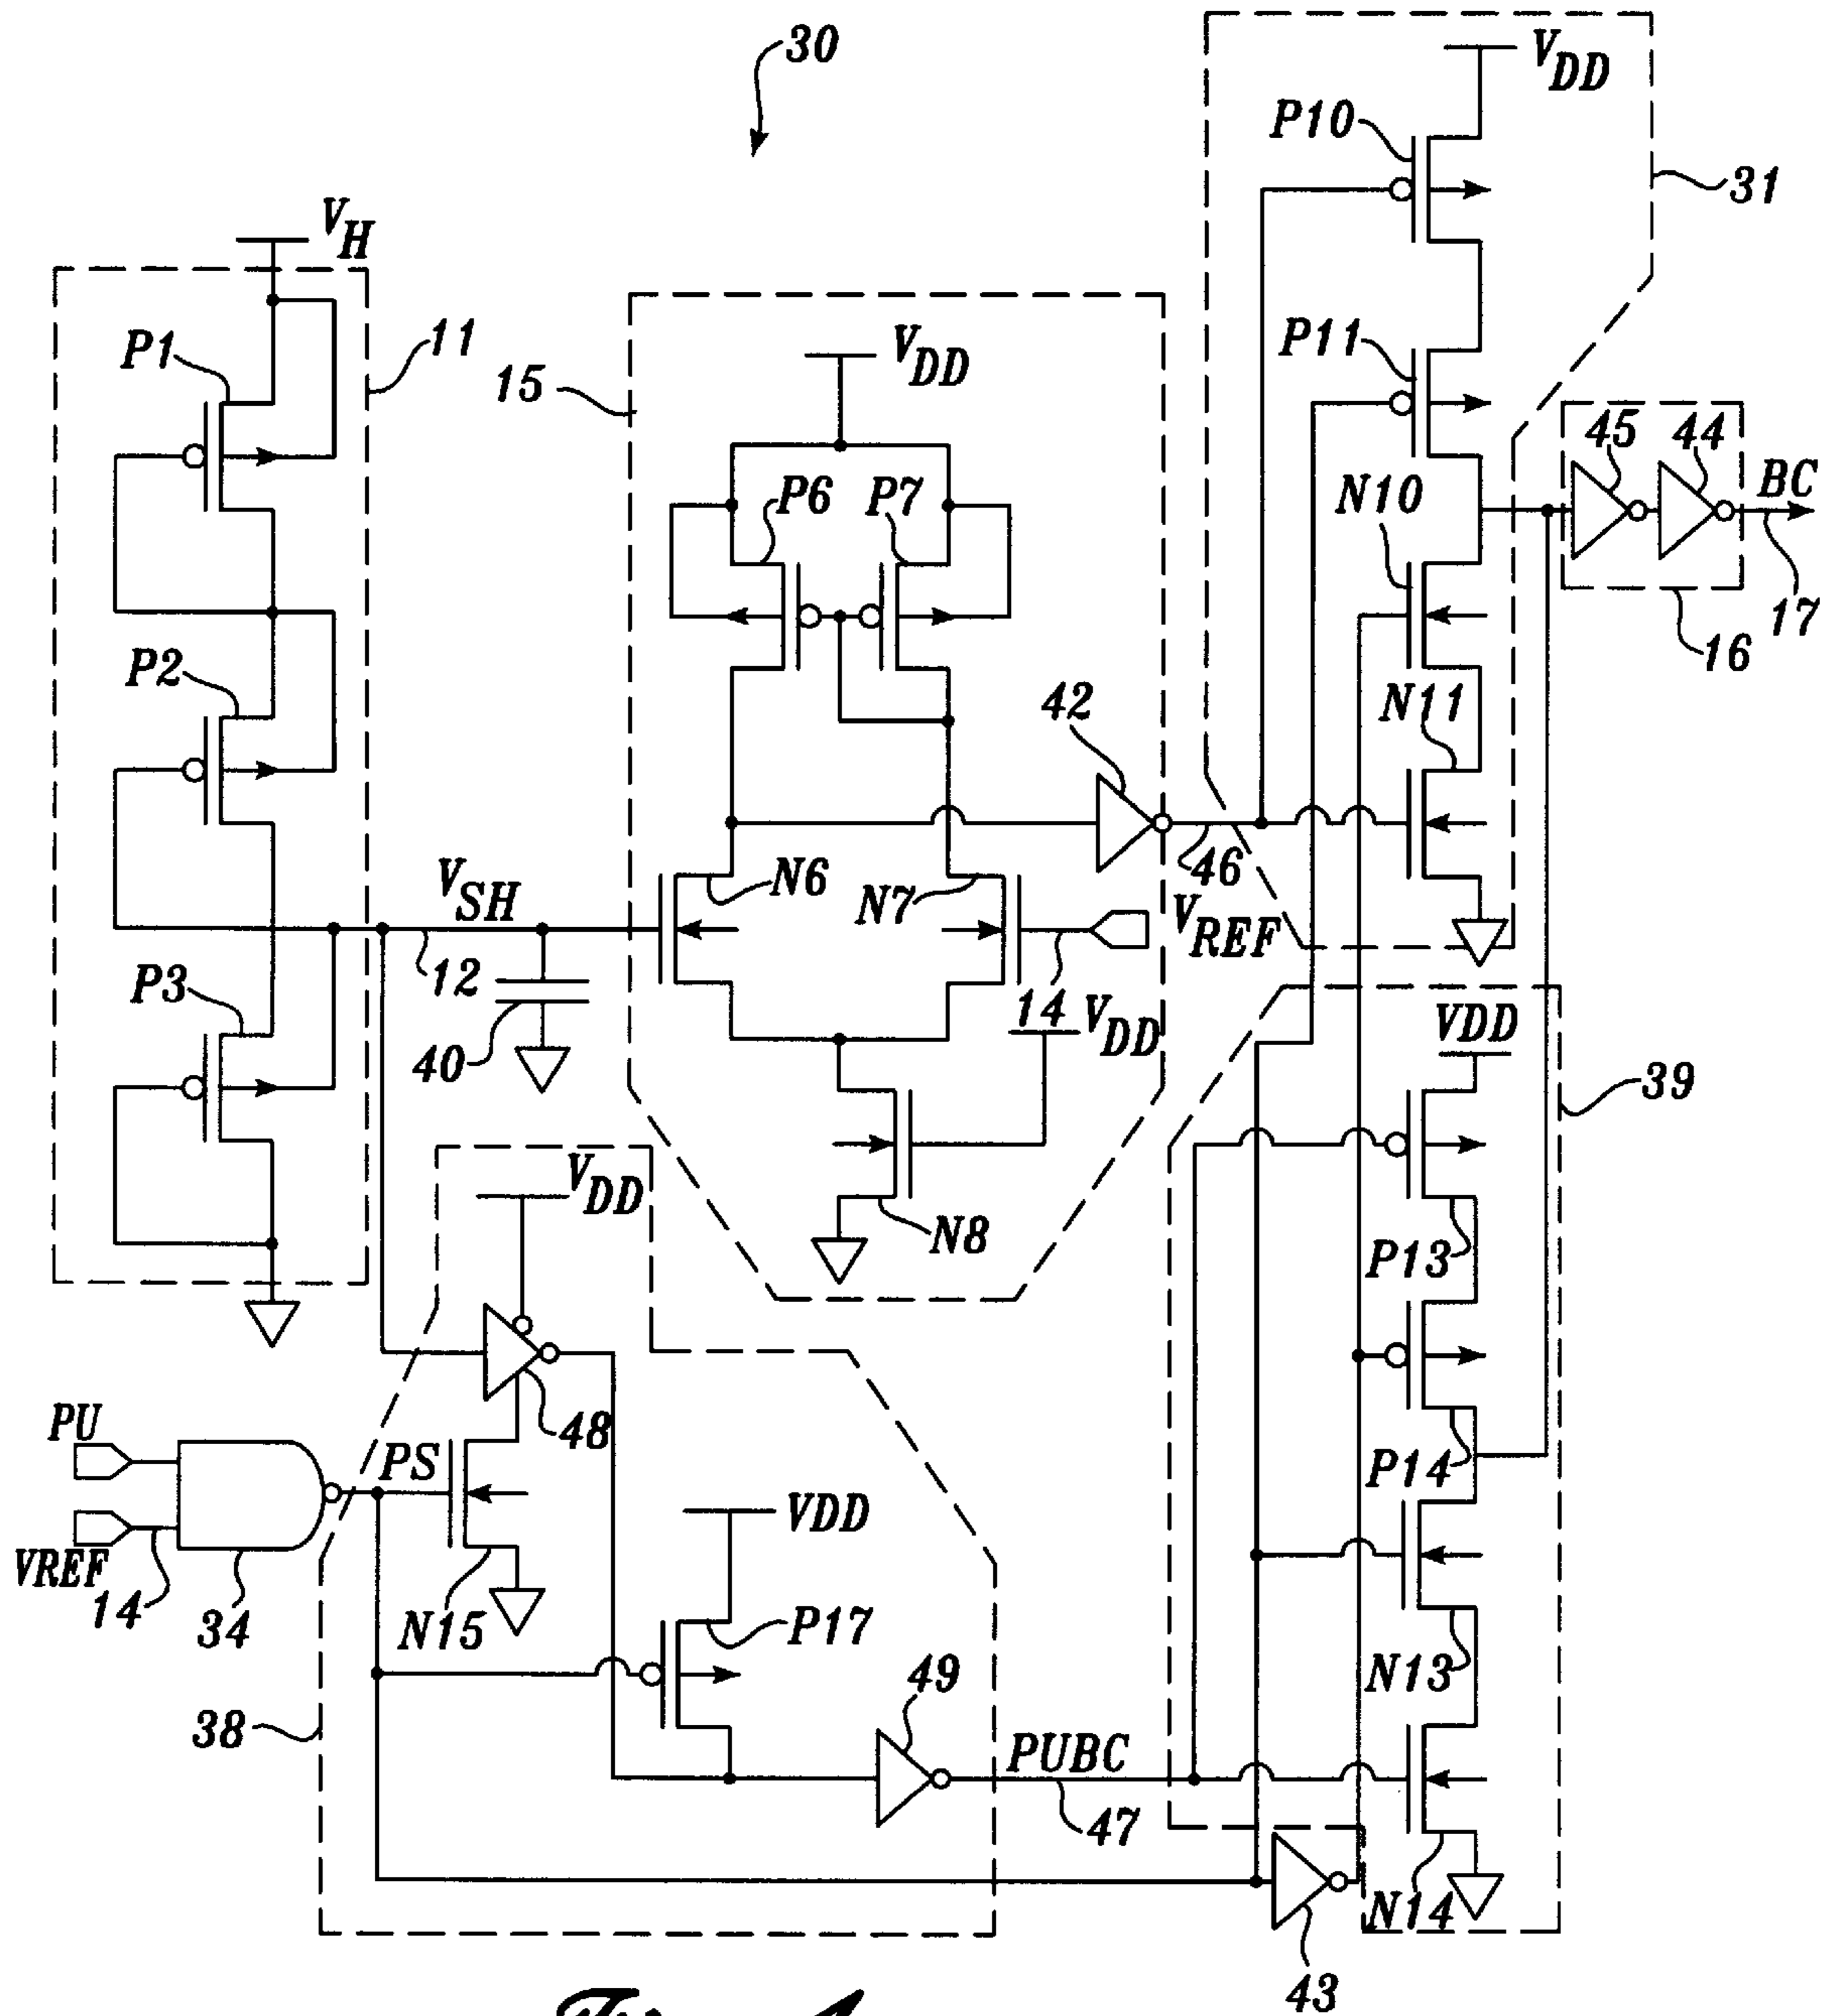 30
VDD
P10
31
VH
P1
11
15
VDD
P11
45
44
BC
P6
P7
N10
17
16
P2
42
N11
VSH
N6
N7
46
VREF
12
P3
40
14
VDD
VDD
39
VDD
N8
P13
48
PU
PS
P14
VREF
14
34
N15
VDD
P17
N13
38
49
PUBC
47
N14
43